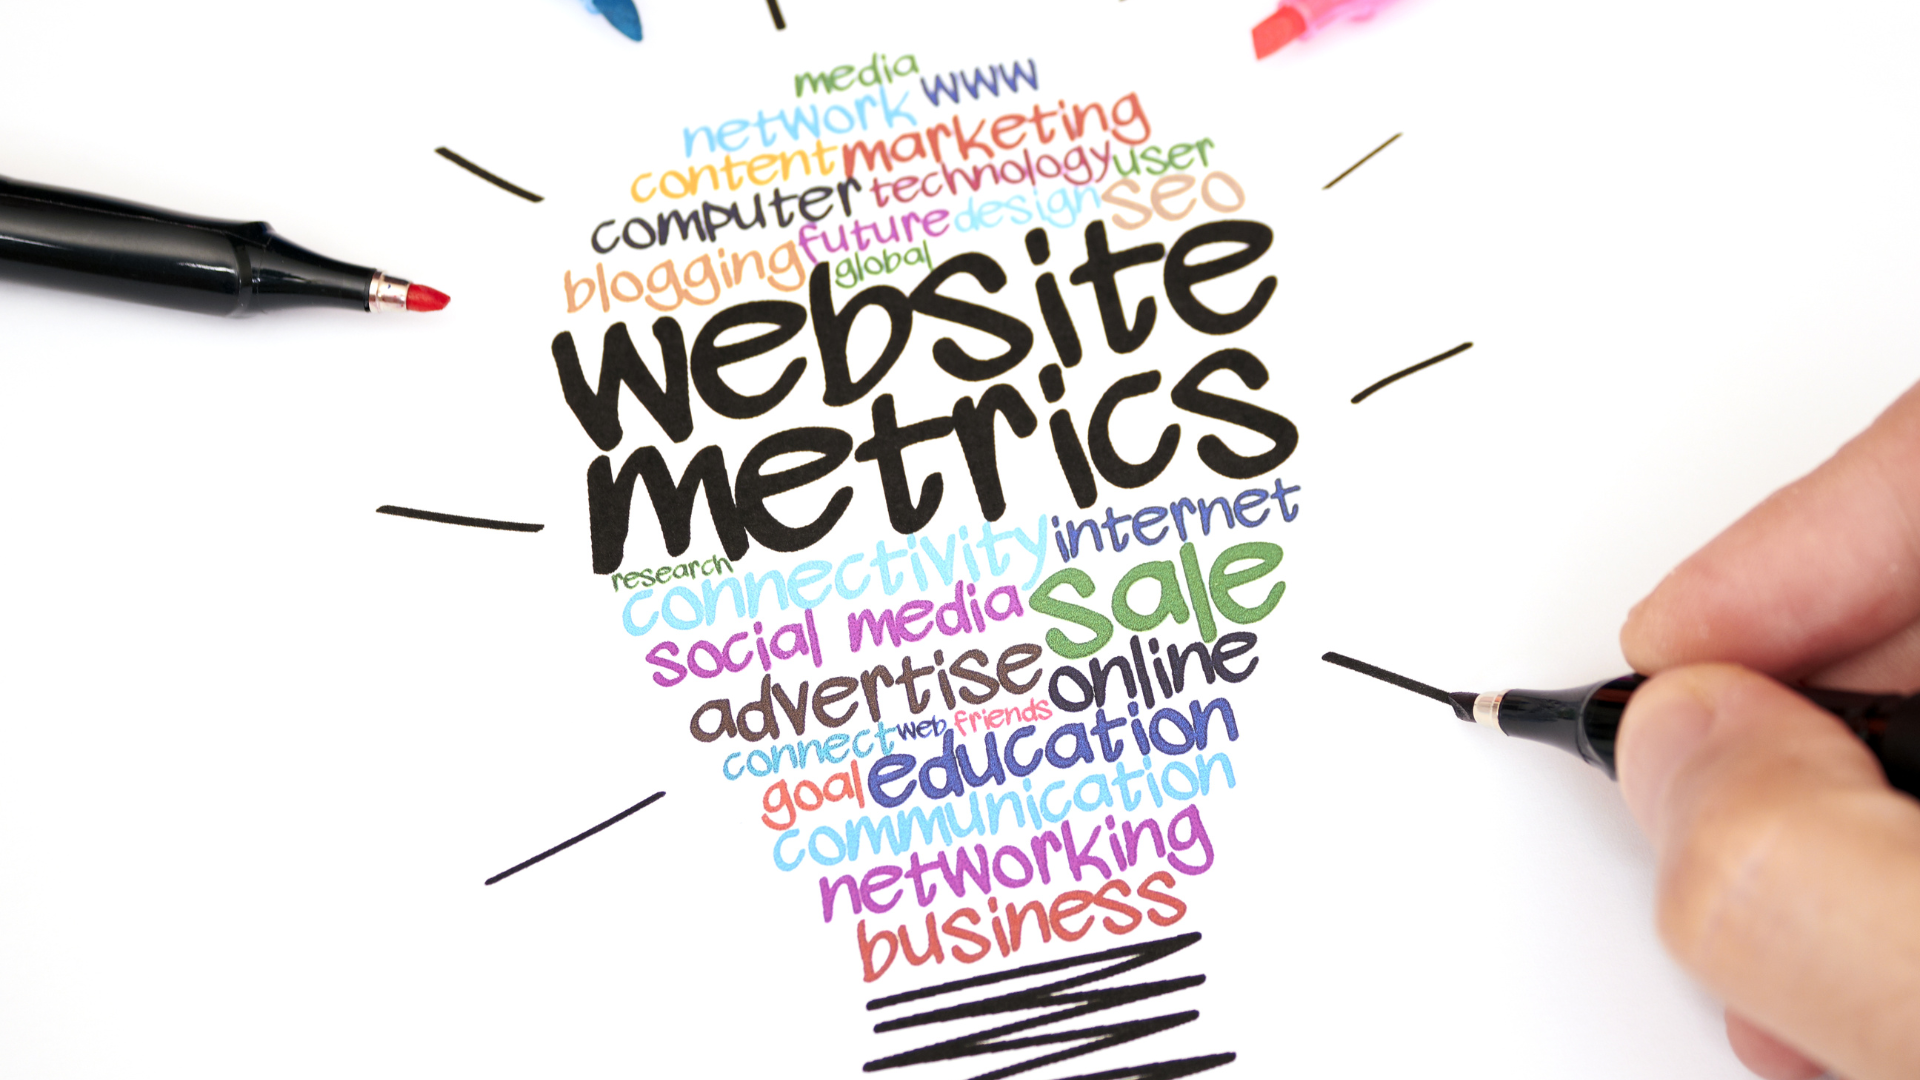 media www
network
content marketing
computer technology user
blogging future design seo
global
website
metrics
research
connectivity internet
social media sale
advertise online
connect web friends
goal education
communication
networking
business